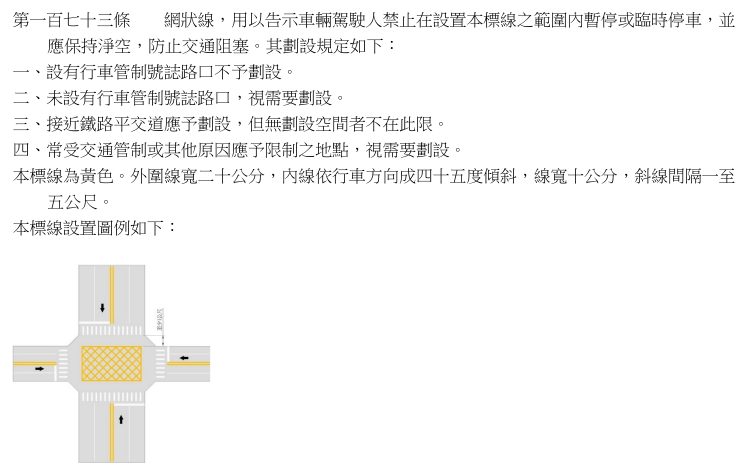 第一百七十三條　　網狀線，用以告示車輛駕駛人禁止在設置本標線之範圍內暫停或臨時停車，並
應保持淨空，防止交通阻塞。其劃設規定如下：
一、設有行車管制號誌路口不予劃設。
二、未設有行車管制號誌路口，視需要劃設。
三、接近鐵路平交道應予劃設，但無劃設空間者不在此限。
四、常受交通管制或其他原因應予限制之地點，視需要劃設。
本標線為黃色。外圍線寬二十公分，內線依行車方向成四十五度傾斜，線寬十公分，斜線間隔一至
五公尺。
本標線設置圖例如下：